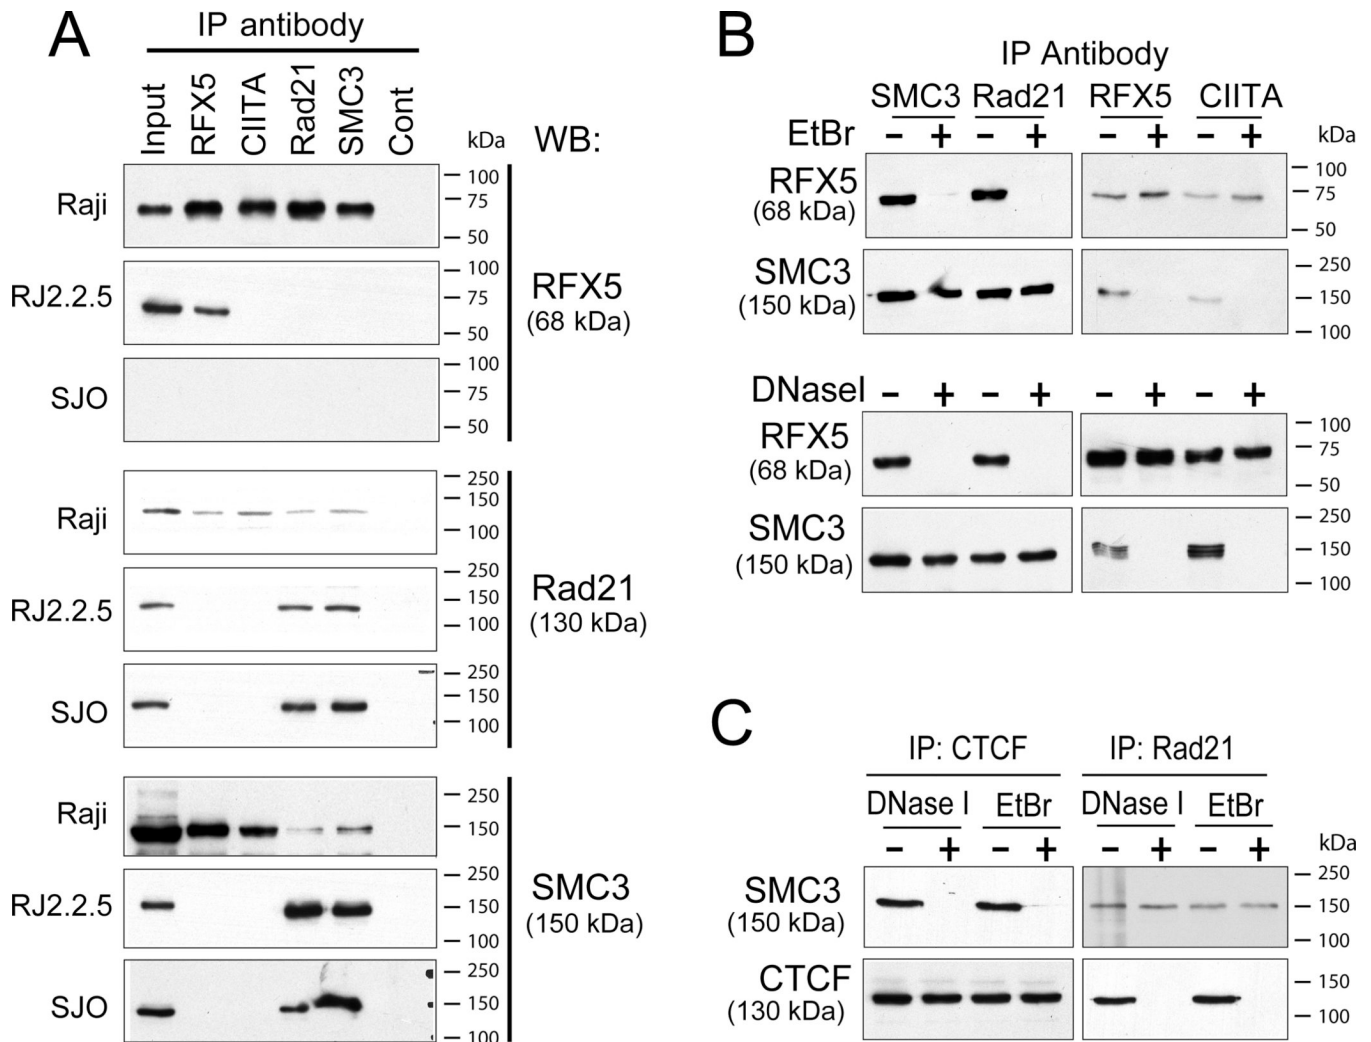 A
IP antibody
Input RFX5 CIITA Rad21 SMC3 Cont
kDa
WB:
Raji
100
75
50
RJ2.2.5
100
75
50
RFX5
(68 kDa)
SJO
100
75
50
Raji
250
150
100
RJ2.2.5
250
150
100
Rad21
(130 kDa)
SJO
250
150
100
Raji
250
150
RJ2.2.5
250
150
100
SMC3
(150 kDa)
SJO
250
150
100
B
IP Antibody
SMC3 Rad21 RFX5 CIITA
EtBr − + − + − + − + kDa
RFX5
(68 kDa)
100
75
50
SMC3
(150 kDa)
250
150
100
DNaseI − + − + − + − +
RFX5
(68 kDa)
100
75
50
SMC3
(150 kDa)
250
150
100
C
IP: CTCF IP: Rad21
DNase I EtBr DNase I EtBr
− + − + − + − + kDa
SMC3
(150 kDa)
250
150
100
CTCF
(130 kDa)
150
100